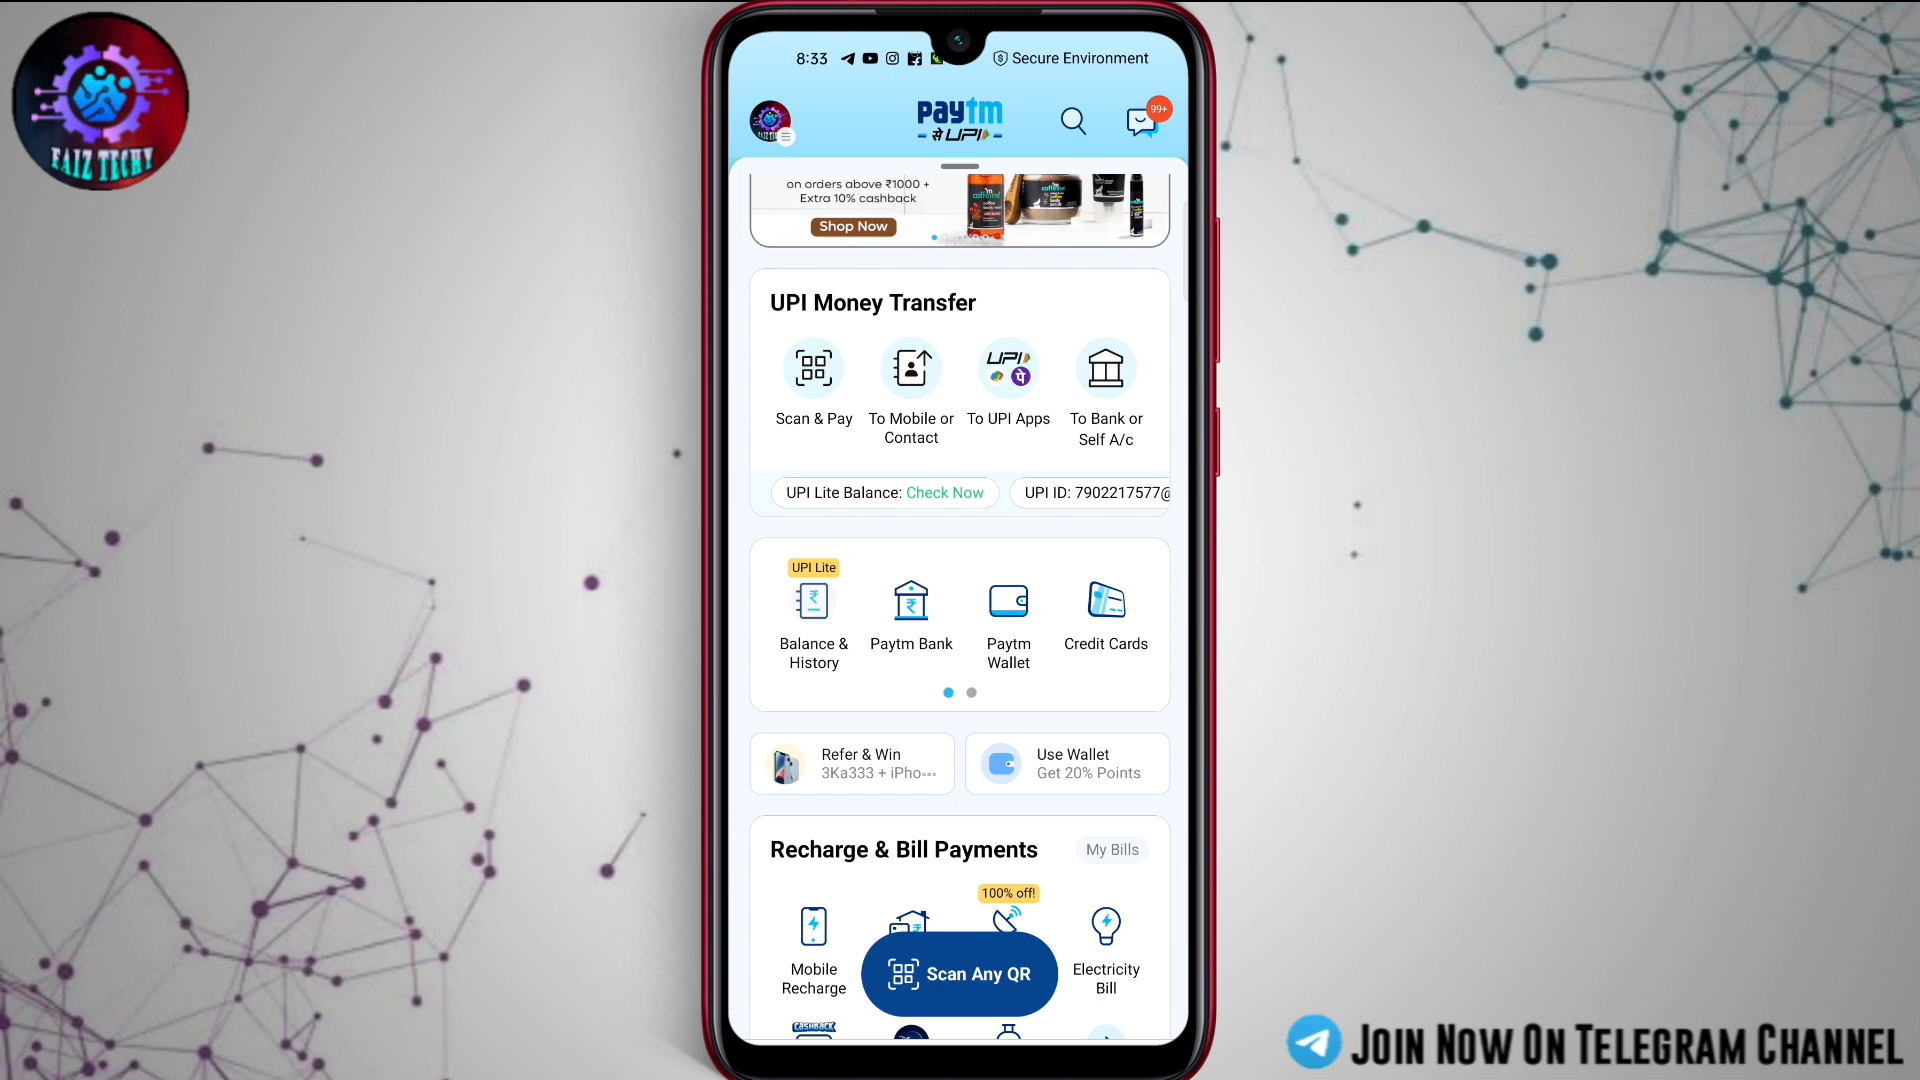 FAIZ TECHY
8:33
Secure Environment
paytm
से UPI
99+
on orders above ₹1000 +
Extra 10% cashback
Shop Now
caffeine
caffeine
UPI Money Transfer
UPI
पे
Scan & Pay
To Mobile or
Contact
To UPI Apps
To Bank or
Self A/c
UPI Lite Balance: Check Now
UPI ID: 7902217577@
UPI Lite
Balance &
History
Paytm Bank
Paytm
Wallet
Credit Cards
Refer & Win
3Ka333 + iPho...
Use Wallet
Get 20% Points
Recharge & Bill Payments
My Bills
100% off!
Mobile
Recharge
Scan Any QR
Electricity
Bill
CASHBACK
JOIN NOW ON TELEGRAM CHANNEL